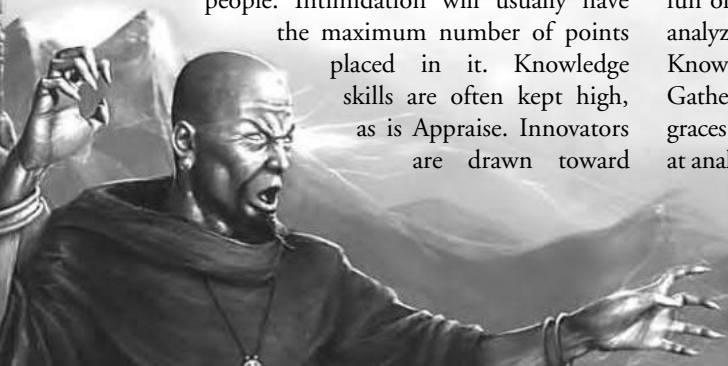 people. Intimidation will usually have
the maximum number of points
placed in it. Knowledge
skills are often kept high,
as is Appraise. Innovators
are drawn toward
analyz
Know
Gathe
graces
at anal